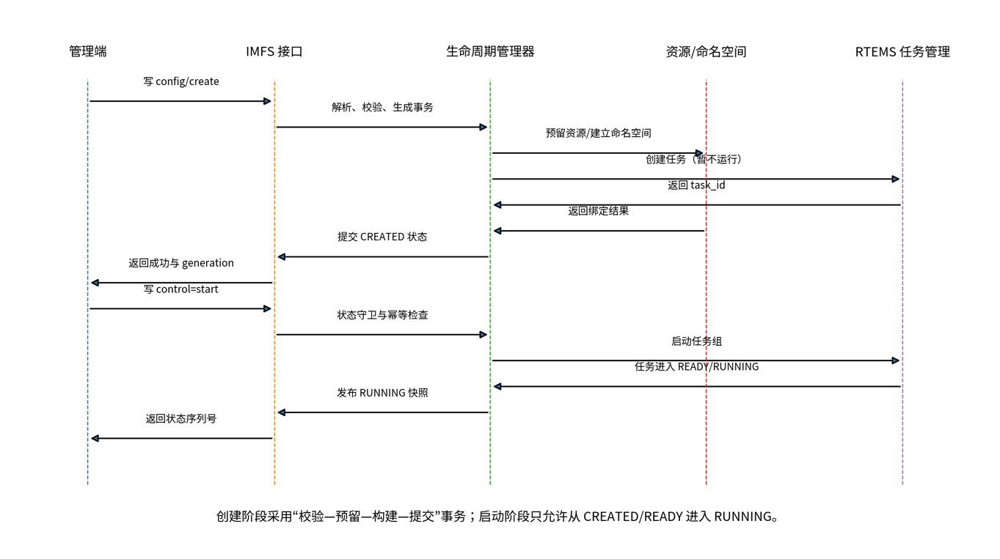 管理端
IMFS 接口
生命周期管理器
资源/命名空间
RTEMS 任务管理
写 config/create
解析、校验、生成事务
预留资源/建立命名空间
创建任务（暂不运行）
返回 task_id
返回绑定结果
提交 CREATED 状态
返回成功与 generation
写 control=start
状态守卫与幂等检查
启动任务组
任务进入 READY/RUNNING
发布 RUNNING 快照
返回状态序列号
创建阶段采用“校验—预留—构建—提交”事务；启动阶段只允许从 CREATED/READY 进入 RUNNING。